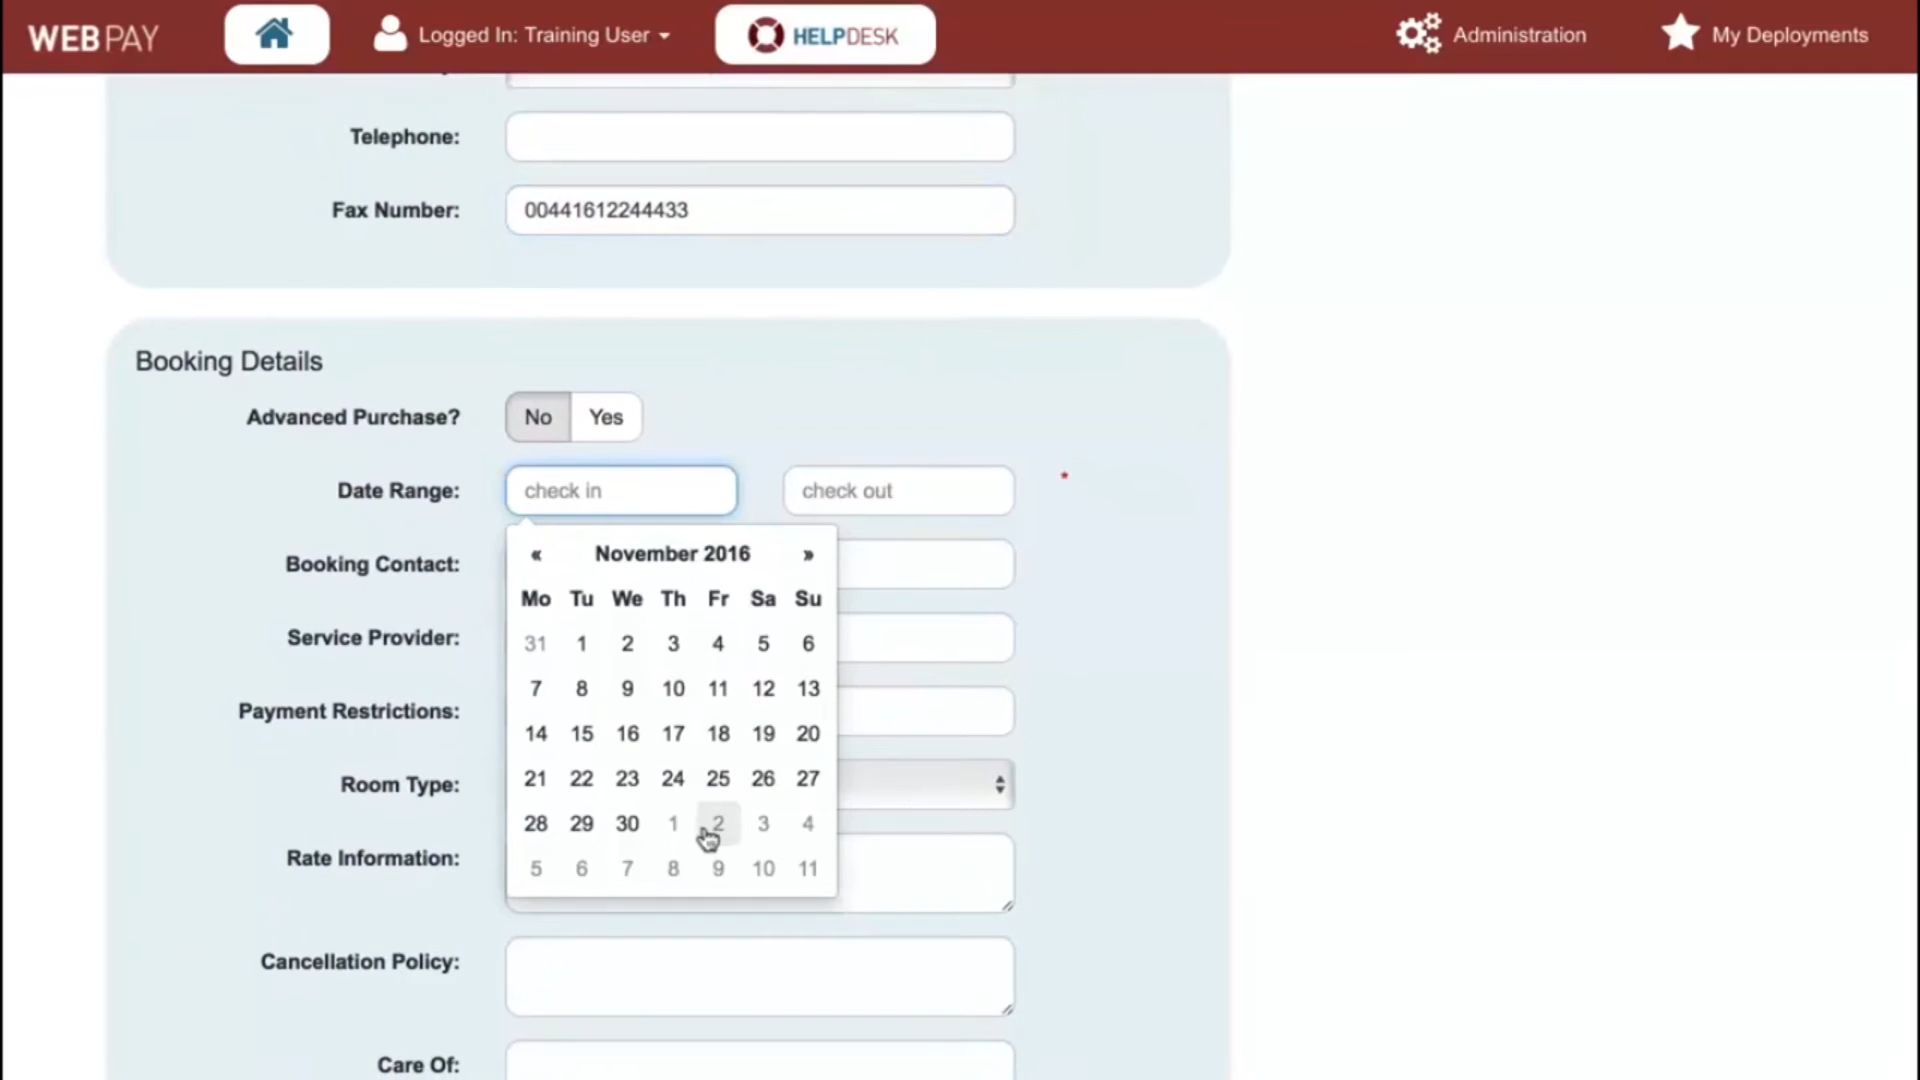 WEBPAY
Logged In: Training User
HELPDESK
Administration
My Deployments
Telephone:
Fax Number: 00441612244433
Booking Details
Advanced Purchase? No Yes
Date Range: check in check out *
« November 2016 »
Mo Tu We Th Fr Sa Su
31 1 2 3 4 5 6
7 8 9 10 11 12 13
14 15 16 17 18 19 20
21 22 23 24 25 26 27
28 29 30 1 2 3 4
5 6 7 8 9 10 11
Booking Contact:
Service Provider:
Payment Restrictions:
Room Type:
Rate Information:
Cancellation Policy:
Care Of: